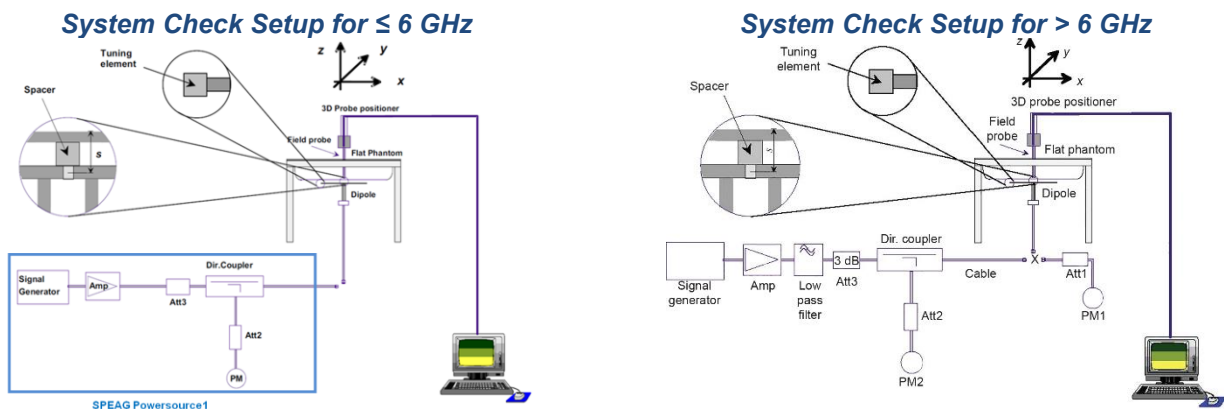 System Check Setup for ≤ 6 GHz
Tuning
element
z
y
x
Spacer
3D Probe positioner
s
Field probe
Flat Phantom
Dipole
Signal
Generator
Amp
Att3
Dir.Coupler
Att2
PM
SPEAG Powersource1
System Check Setup for > 6 GHz
Tuning
element
z
y
x
Spacer
3D probe positioner
s
Field
probe
Flat phantom
Dipole
Signal
generator
Amp
Low
pass
filter
3 dB
Att3
Dir. coupler
Cable
X
Att1
PM1
Att2
PM2